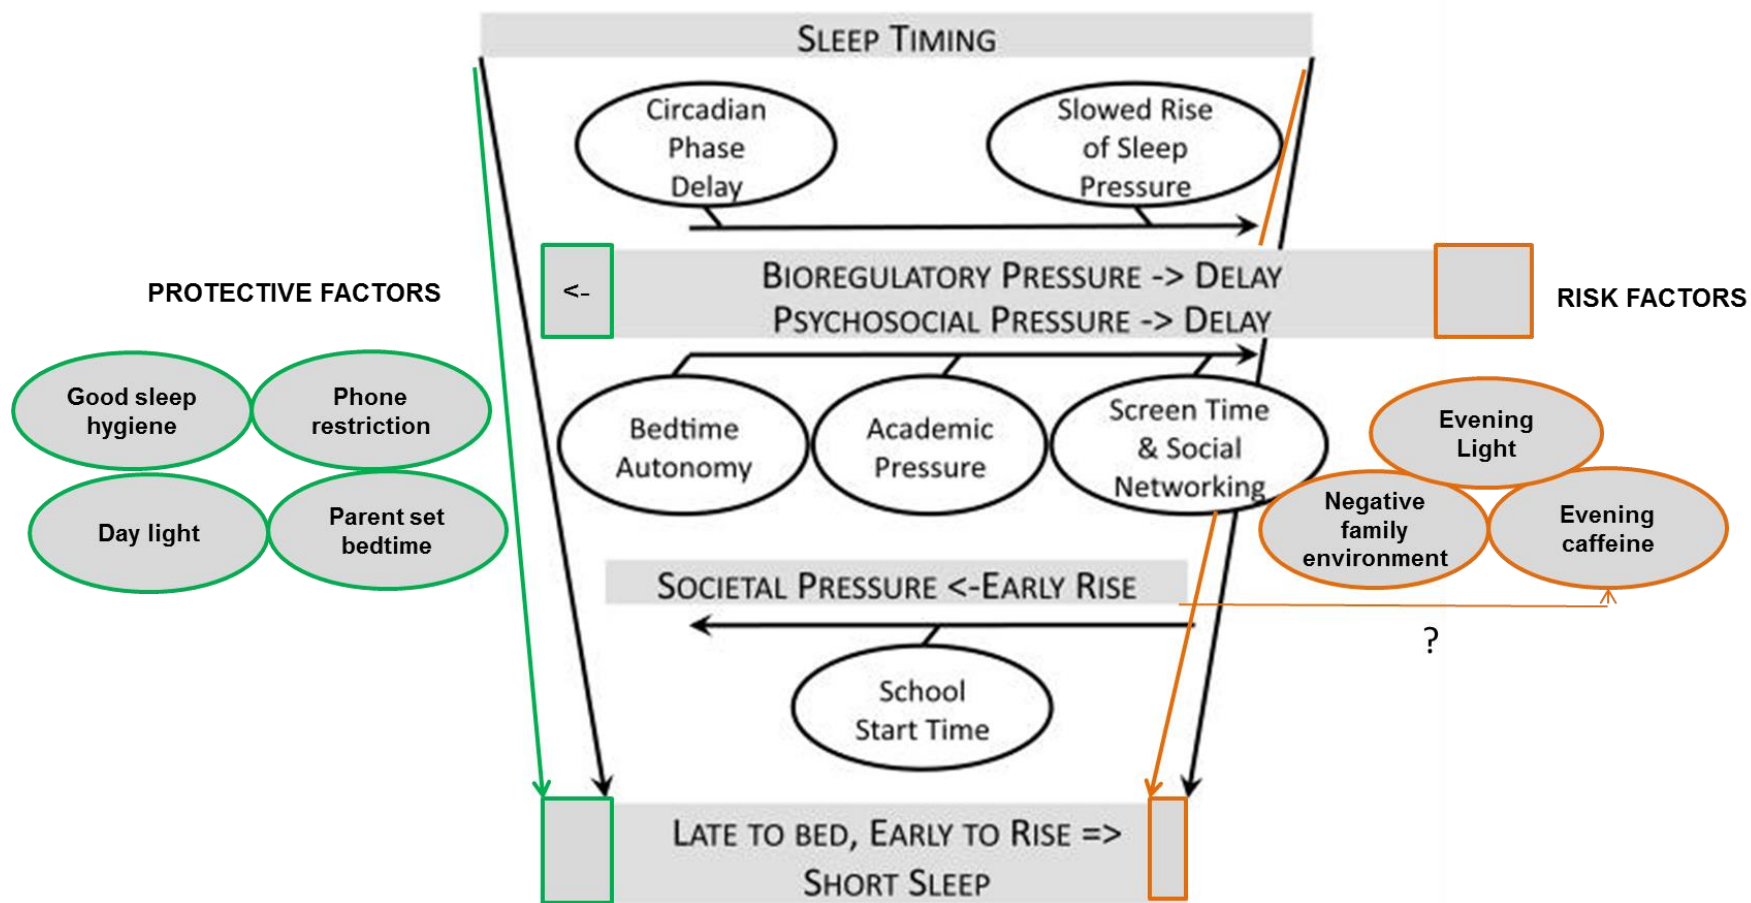 SLEEP TIMING
Circadian
Phase
Delay
Slowed Rise
of Sleep
Pressure
PROTECTIVE FACTORS
<-
BIOREGULATORY PRESSURE -> DELAY
PSYCHOSOCIAL PRESSURE -> DELAY
RISK FACTORS
Good sleep
hygiene
Phone
restriction
Day light
Parent set
bedtime
Bedtime
Autonomy
Academic
Pressure
Screen Time
& Social
Networking
Evening
Light
Negative
family
environment
Evening
caffeine
SOCIETAL PRESSURE <-EARLY RISE
?
School
Start Time
LATE TO BED, EARLY TO RISE =>
SHORT SLEEP